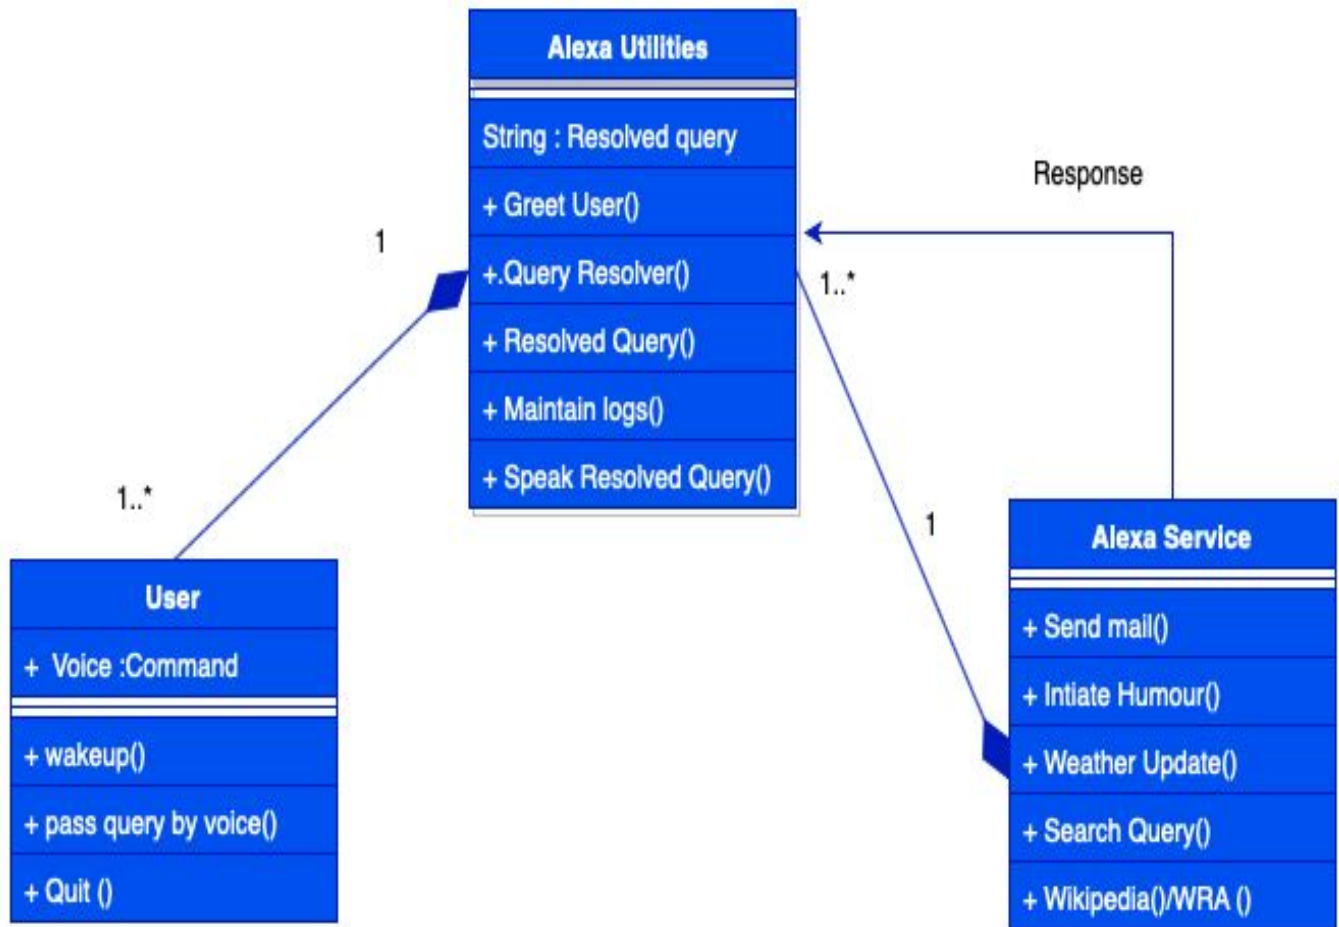 Alexa Utilities
String : Resolved query
+ Greet User()
+.Query Resolver()
+ Resolved Query()
+ Maintain logs()
+ Speak Resolved Query()
Response
1
1..*
1..*
1
User
+ Voice :Command
+ wakeup()
+ pass query by voice()
+ Quit ()
Alexa Service
+ Send mail()
+ Intiate Humour()
+ Weather Update()
+ Search Query()
+ Wikipedia()/WRA ()